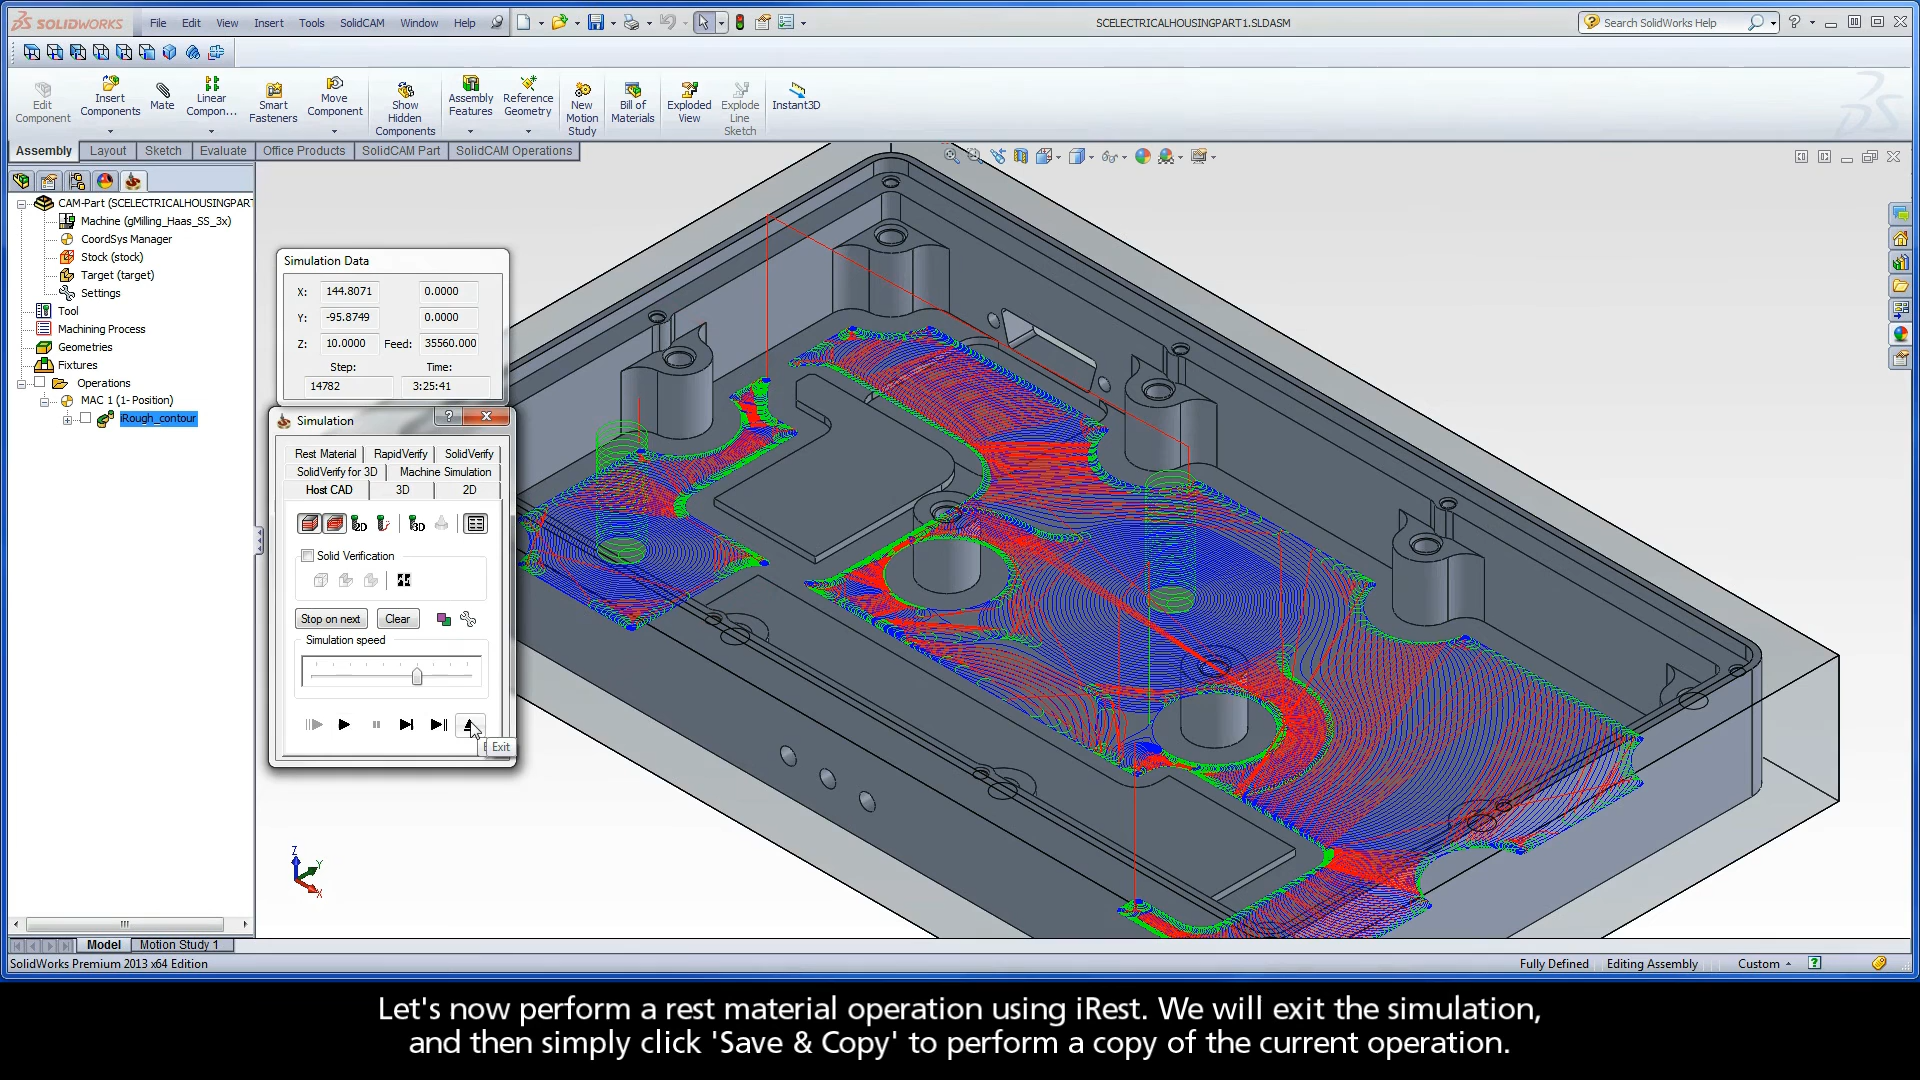 SOLIDWORKS File Edit View Insert Tools SolidCAM Window Help SCELECTRICALHOUSINGPART1.SLDASM Search SolidWorks Help
Edit Component
Insert Components
Mate
Linear Compon...
Smart Fasteners
Move Component
Show Hidden Components
Assembly Features
Reference Geometry
New Motion Study
Bill of Materials
Exploded View
Explode Line Sketch
Instant3D
Assembly Layout Sketch Evaluate Office Products SolidCAM Part SolidCAM Operations
CAM-Part (SCELECTRICALHOUSINGPART
Machine (gMilling_Haas_SS_3x)
CoordSys Manager
Stock (stock)
Target (target)
Settings
Tool
Machining Process
Geometries
Fixtures
Operations
MAC 1 (1- Position)
iRough_contour
Simulation Data
X: 144.8071 0.0000
Y: -95.8749 0.0000
Z: 10.0000 Feed: 35560.000
Step: Time:
14782 3:25:41
Simulation
Rest Material RapidVerify SolidVerify
SolidVerify for 3D Machine Simulation
Host CAD 3D 2D
2D 3D
Solid Verification
Stop on next Clear
Simulation speed
Exit
Z Y X
Model Motion Study 1
SolidWorks Premium 2013 x64 Edition Fully Defined Editing Assembly Custom
Let's now perform a rest material operation using iRest. We will exit the simulation,
and then simply click 'Save & Copy' to perform a copy of the current operation.